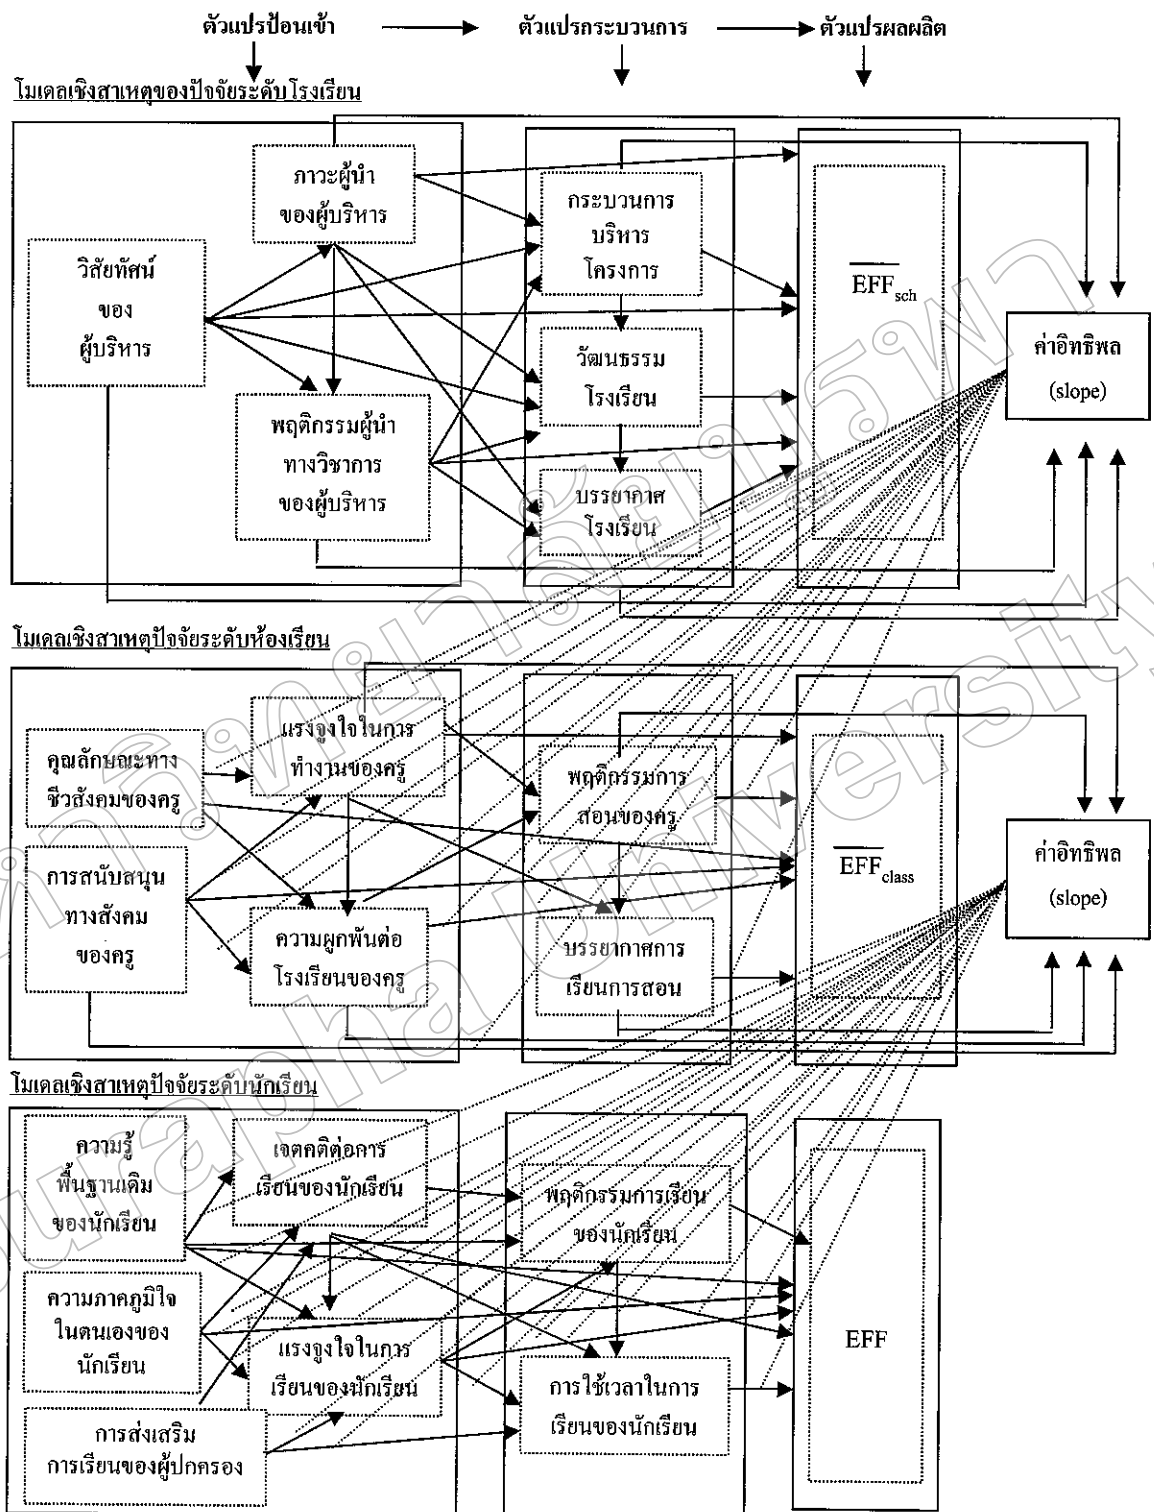 ตัวแปรป้อนเข้า
ตัวแปรกระบวนการ
ตัวแปรผลผลิต
โมเดลเชิงสาเหตุของปัจจัยระดับโรงเรียน
ภาวะผู้นำ
ของผู้บริหาร
วิสัยทัศน์
ของ
ผู้บริหาร
พฤติกรรมผู้นำ
ทางวิชาการ
ของผู้บริหาร
กระบวนการ
บริหาร
โครงการ
วัฒนธรรม
โรงเรียน
บรรยากาศ
โรงเรียน
EFF sch
ค่าอิทธิพล
(slope)
โมเดลเชิงสาเหตุปัจจัยระดับห้องเรียน
แรงจูงใจในการ
ทำงานของครู
คุณลักษณะทาง
ชีวสังคมของครู
การสนับสนุน
ทางสังคม
ของครู
ความผูกพันต่อ
โรงเรียนของครู
พฤติกรรมการ
สอนของครู
บรรยากาศการ
เรียนการสอน
EFF class
ค่าอิทธิพล
(slope)
โมเดลเชิงสาเหตุปัจจัยระดับนักเรียน
ความรู้
พื้นฐานเดิม
ของนักเรียน
เจตคติต่อการ
เรียนของนักเรียน
ความภาคภูมิใจ
ในตนเองของ
นักเรียน
แรงจูงใจในการ
เรียนของนักเรียน
การส่งเสริม
การเรียนของผู้ปกครอง
พฤติกรรมการเรียน
ของนักเรียน
การใช้เวลาในการ
เรียนของนักเรียน
EFF
Burapha University